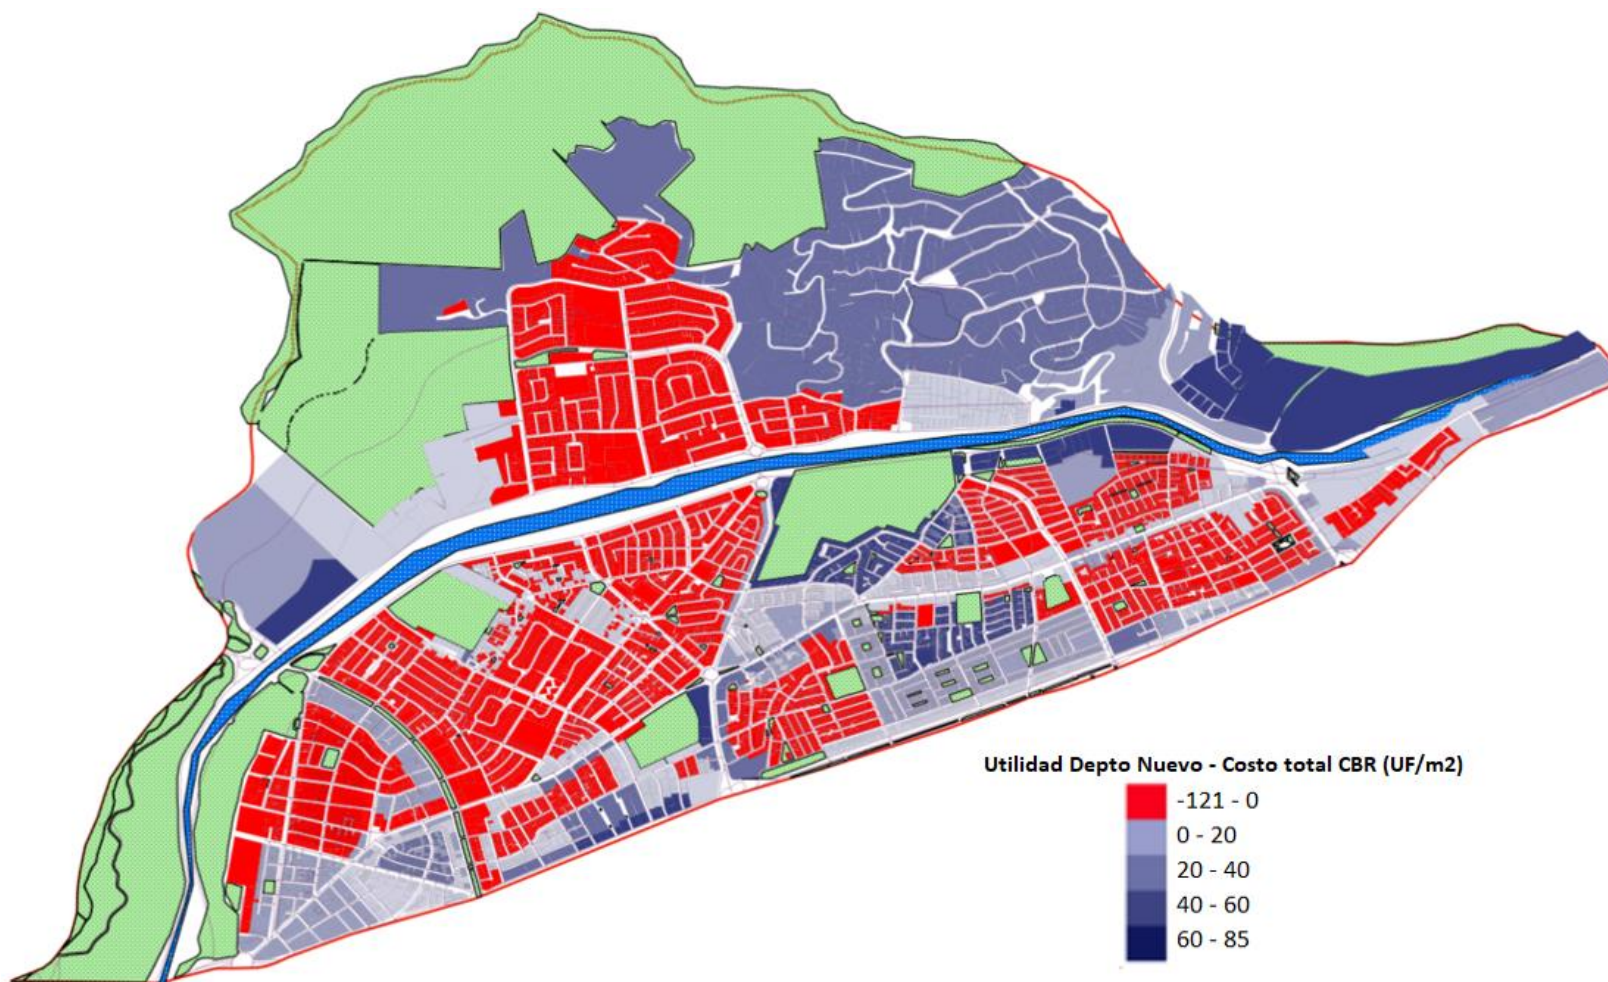 Utilidad Depto Nuevo - Costo total CBR (UF/m2)
-121 - 0
0 - 20
20 - 40
40 - 60
60 - 85